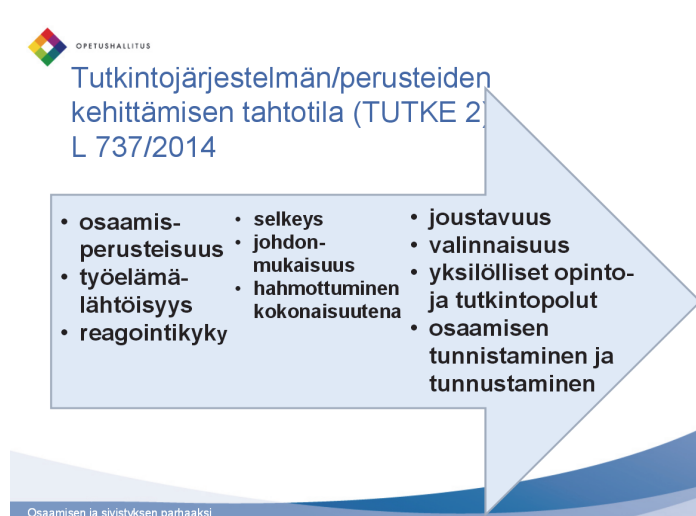 OPETUSHALLITUS
Tutkintojärjestelmän/perusteiden
kehittämisen tahtotila (TUTKE 2)
L 737/2014
• osaamis-
perusteisuus
• työelämä-
lähtöisyys
• reagointikyky
• selkeys
• johdon-
mukaisuus
• hahmottuminen
kokonaisuutena
• joustavuus
• valinnaisuus
• yksilölliset opinto-
ja tutkintopolut
• osaamisen
tunnistaminen ja
tunnustaminen
Osaamisen ja sivistyksen parhaaksi